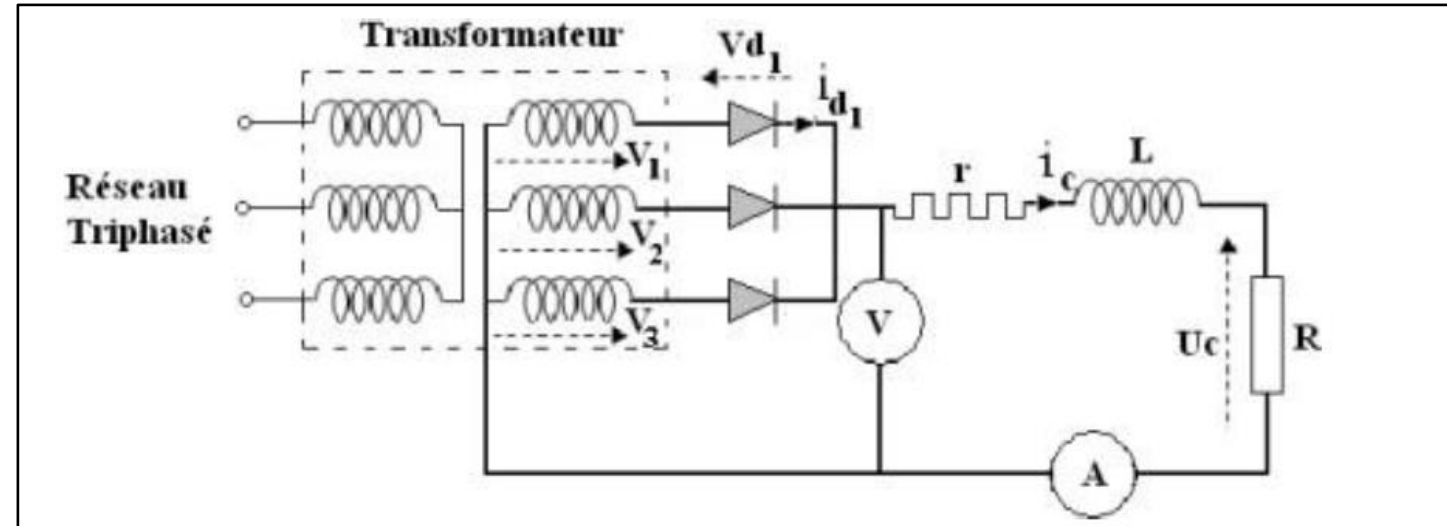 Transformateur
Vd1
id1
V1
Réseau
Triphasé
V2
V3
r
ic
L
V
Uc
R
A